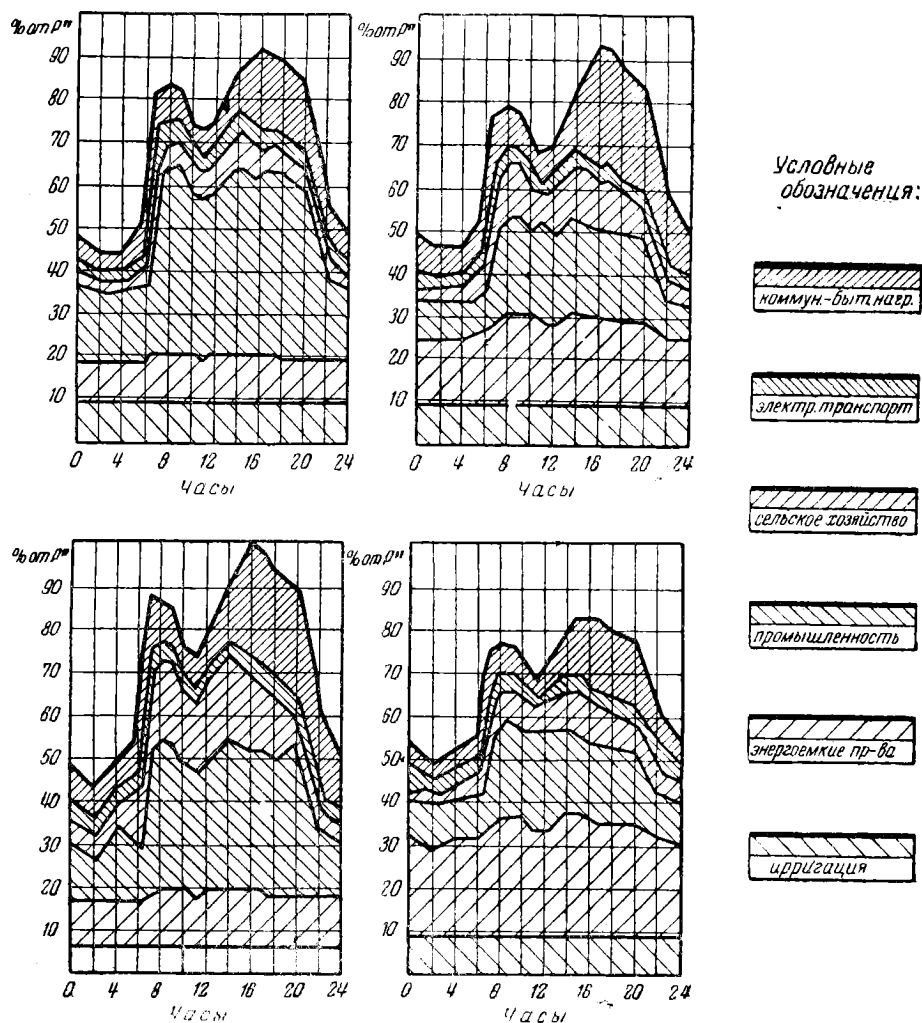 % от Р"
90
80
70
60
50
40
30
20
10
0 4 8 12 16 20 24
Часы
% от Р"
90
80
70
60
50
40
30
20
10
0 4 8 12 16 20 24
Часы
% от Р"
90
80
70
60
50
40
30
20
10
0 4 8 12 16 20 24
Часы
% от Р"
90
80
70
60
50
40
30
20
10
0 4 8 12 16 20 24
Часы
Условные
обозначения:
коммун.-быт. нагр.
электр. транспорт
сельское хозяйство
промышленность
энергоемкие пр-ва
ирригация